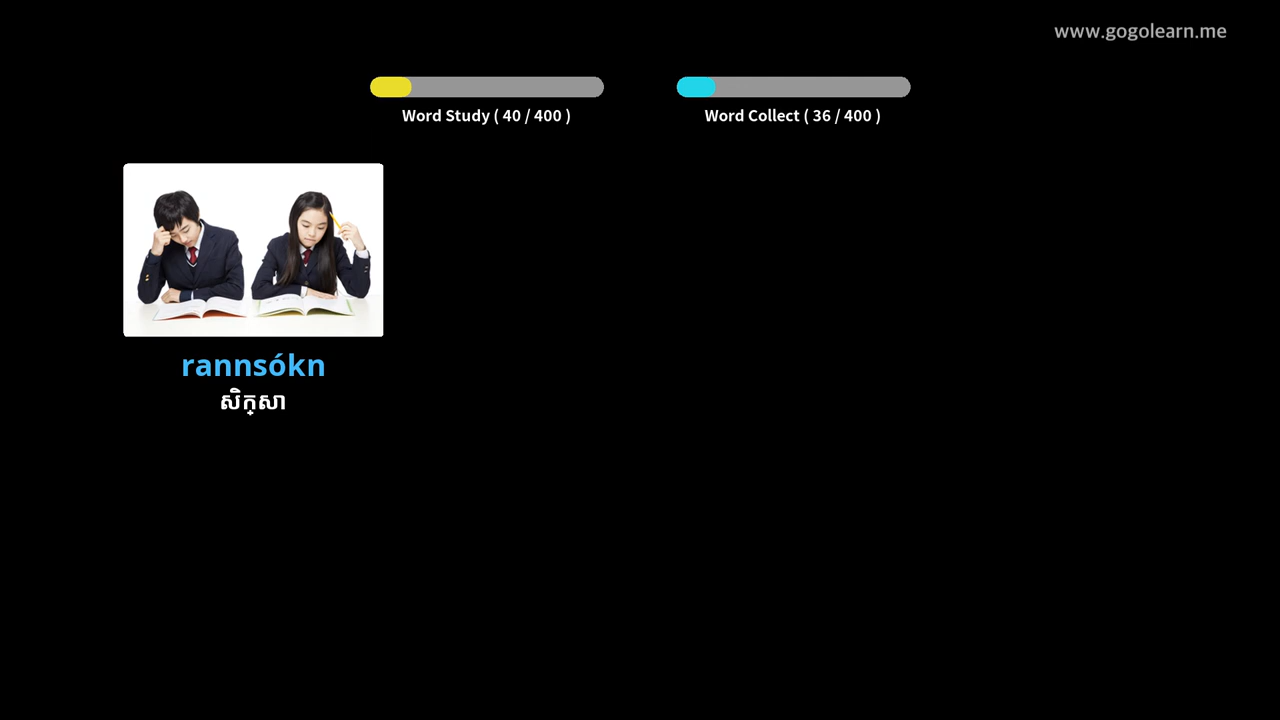 www.gogolearn.me
Word Study ( 40 / 400 )
Word Collect ( 36 / 400 )
rannsókn
សិក្សា